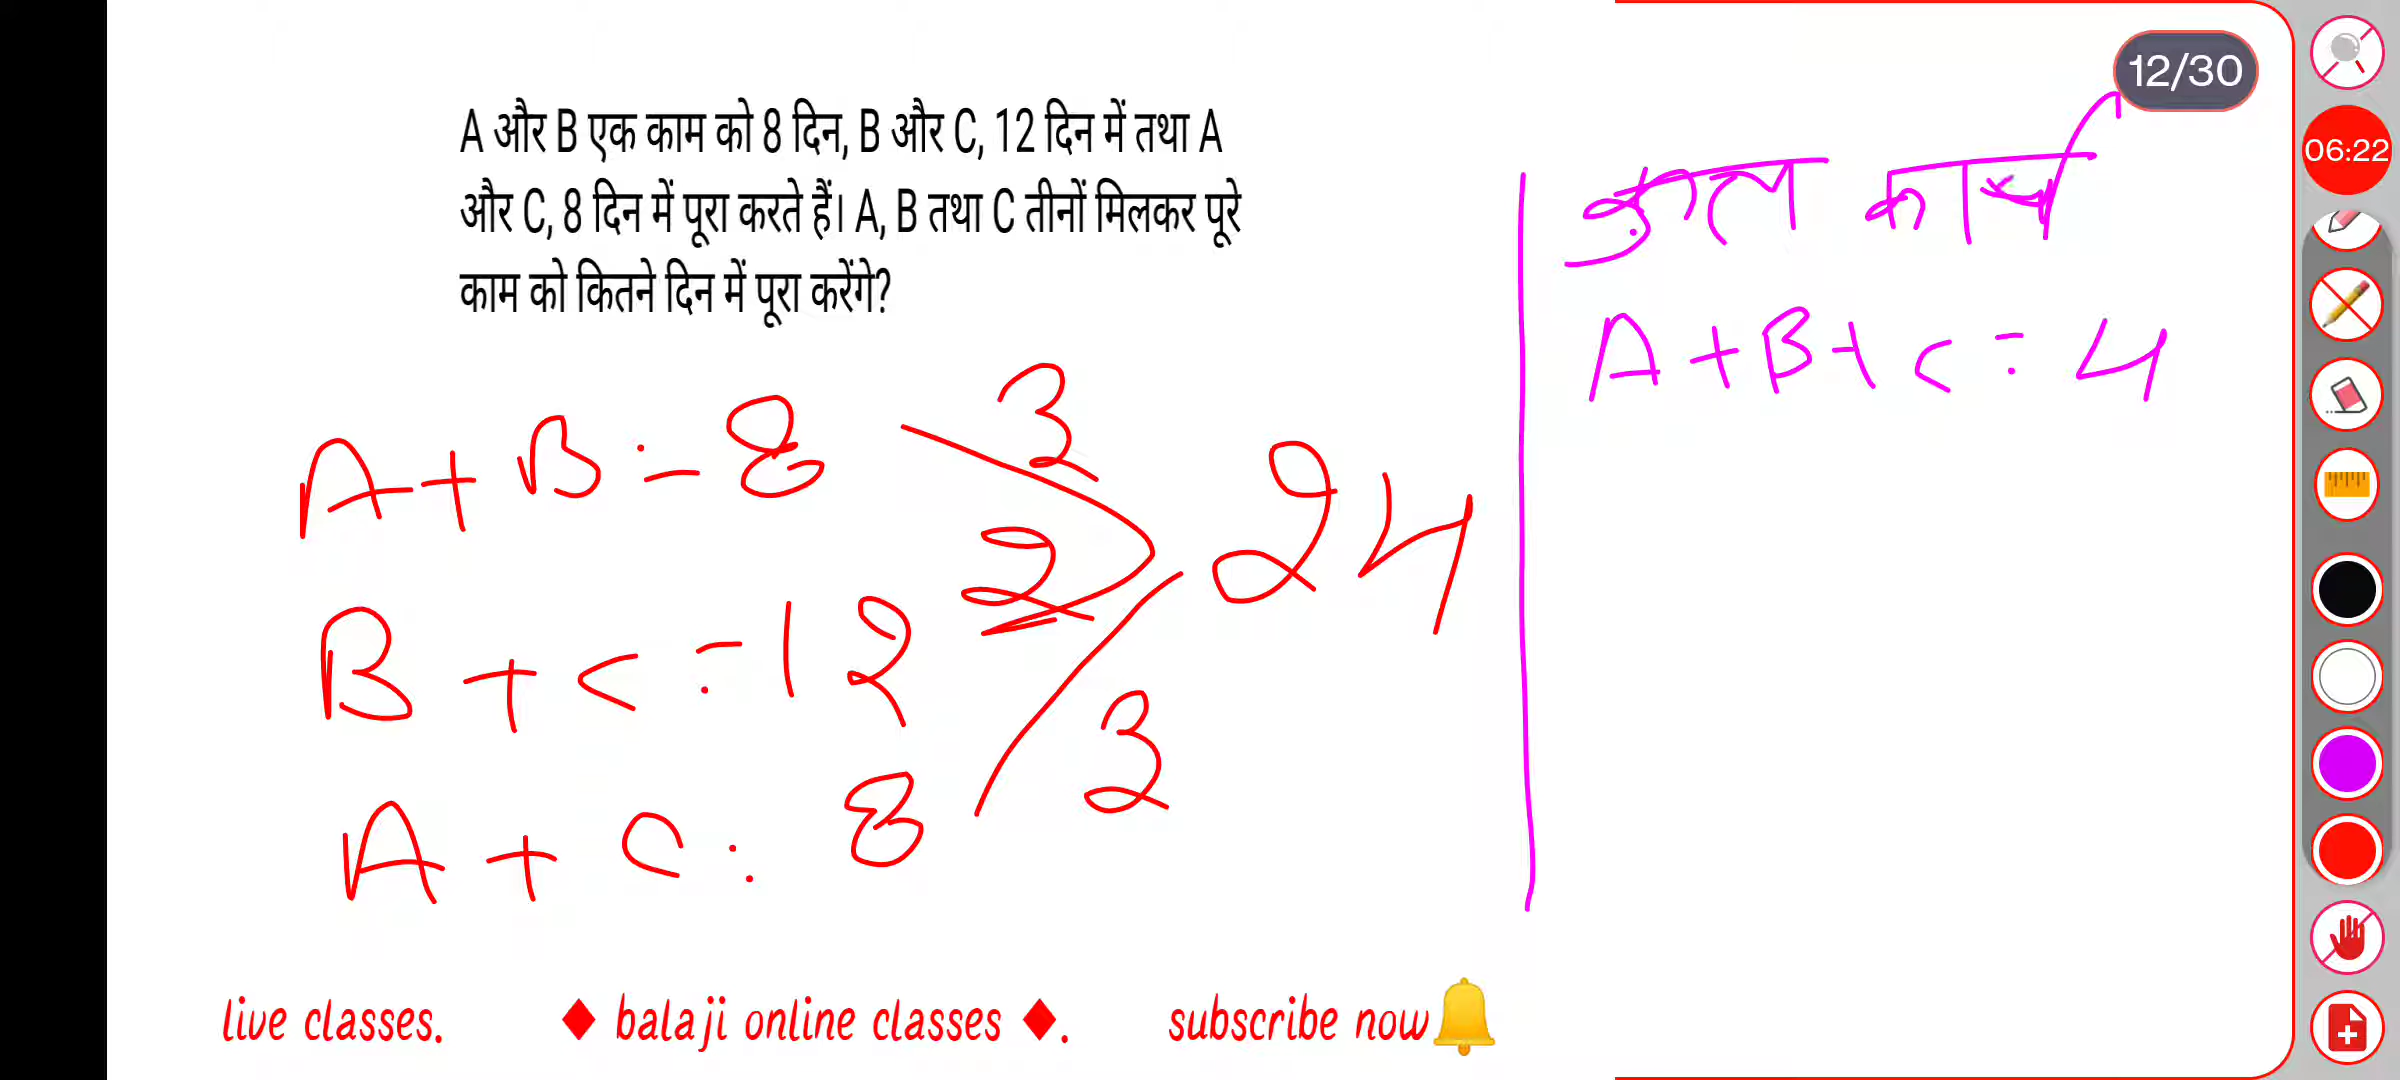 12/30
06:22
A और B एक काम को 8 दिन, B और C, 12 दिन में तथा A
और C, 8 दिन में पूरा करते हैं। A, B तथा C तीनों मिलकर पूरे
काम को कितने दिन में पूरा करेंगे?
A + B = 8 3
2 24
B + C = 12
A + C : 8 3
कुल कार्य
A + B + C = 4
live classes. ♦ balaji online classes ♦. subscribe now🔔